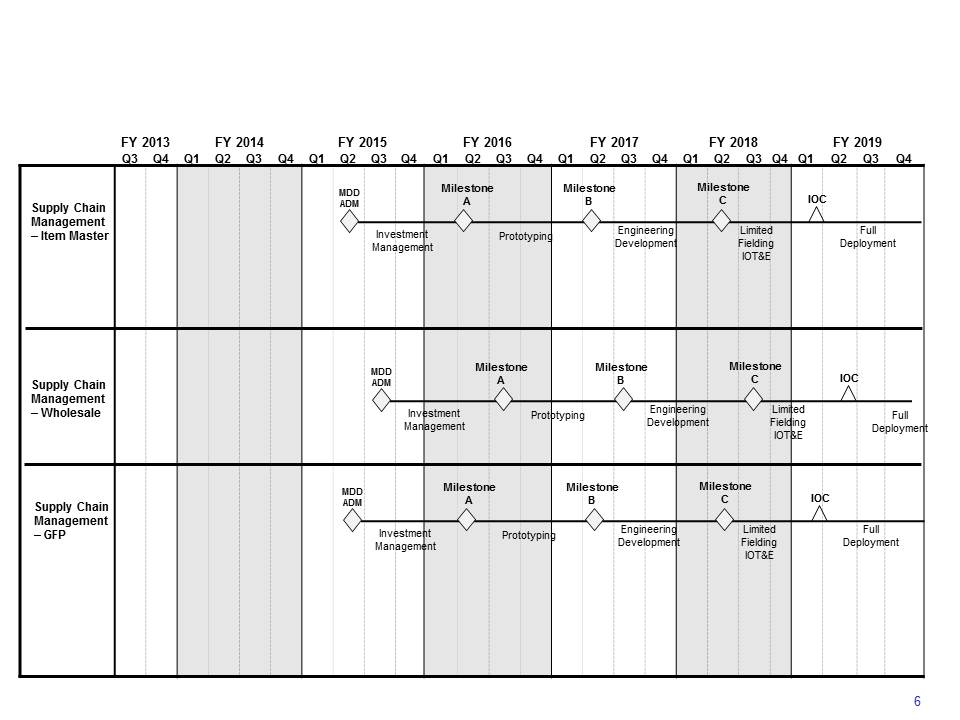 FY 2013 FY 2014 FY 2015 FY 2016 FY 2017 FY 2018 FY 2019
Q3 Q4 Q1 Q2 Q3 Q4 Q1 Q2 Q3 Q4 Q1 Q2 Q3 Q4 Q1 Q2 Q3 Q4 Q1 Q2 Q3 Q4 Q1 Q2 Q3 Q4
Supply Chain
Management
– Item Master
MDD
ADM
Milestone
A
Milestone
B
Milestone
C
IOC
Investment
Management
Prototyping
Engineering
Development
Limited
Fielding
IOT&E
Full
Deployment
Supply Chain
Management
– Wholesale
MDD
ADM
Milestone
A
Milestone
B
Milestone
C
IOC
Investment
Management
Prototyping
Engineering
Development
Limited
Fielding
IOT&E
Full
Deployment
Supply Chain
Management
– GFP
MDD
ADM
Milestone
A
Milestone
B
Milestone
C
IOC
Investment
Management
Prototyping
Engineering
Development
Limited
Fielding
IOT&E
Full
Deployment
6